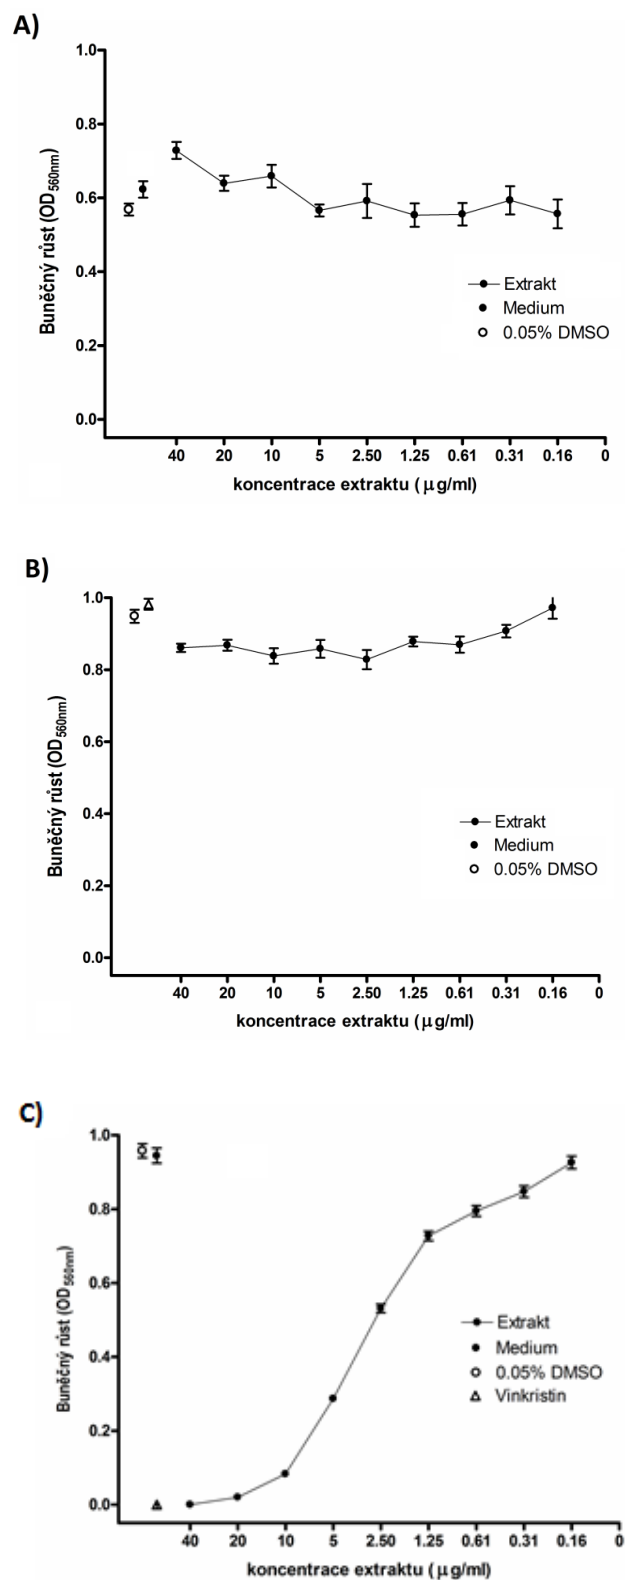 A)
1.0
0.8
0.6
0.4
0.2
0.0
Buněčný růst (OD560nm)
Extrakt
Medium
0.05% DMSO
40 20 10 5 2.50 1.25 0.61 0.31 0.16 0
koncentrace extraktu ( μg/ml)
B)
1.0
0.8
0.6
0.4
0.2
0.0
Buněčný růst (OD560nm)
Extrakt
Medium
0.05% DMSO
40 20 10 5 2.50 1.25 0.61 0.31 0.16 0
koncentrace extraktu ( μg/ml)
C)
1.0
0.8
0.6
0.4
0.2
0.0
Buněčný růst (OD560nm)
Extrakt
Medium
0.05% DMSO
Vinkristin
40 20 10 5 2.50 1.25 0.61 0.31 0.16 0
koncentrace extraktu ( μg/ml)